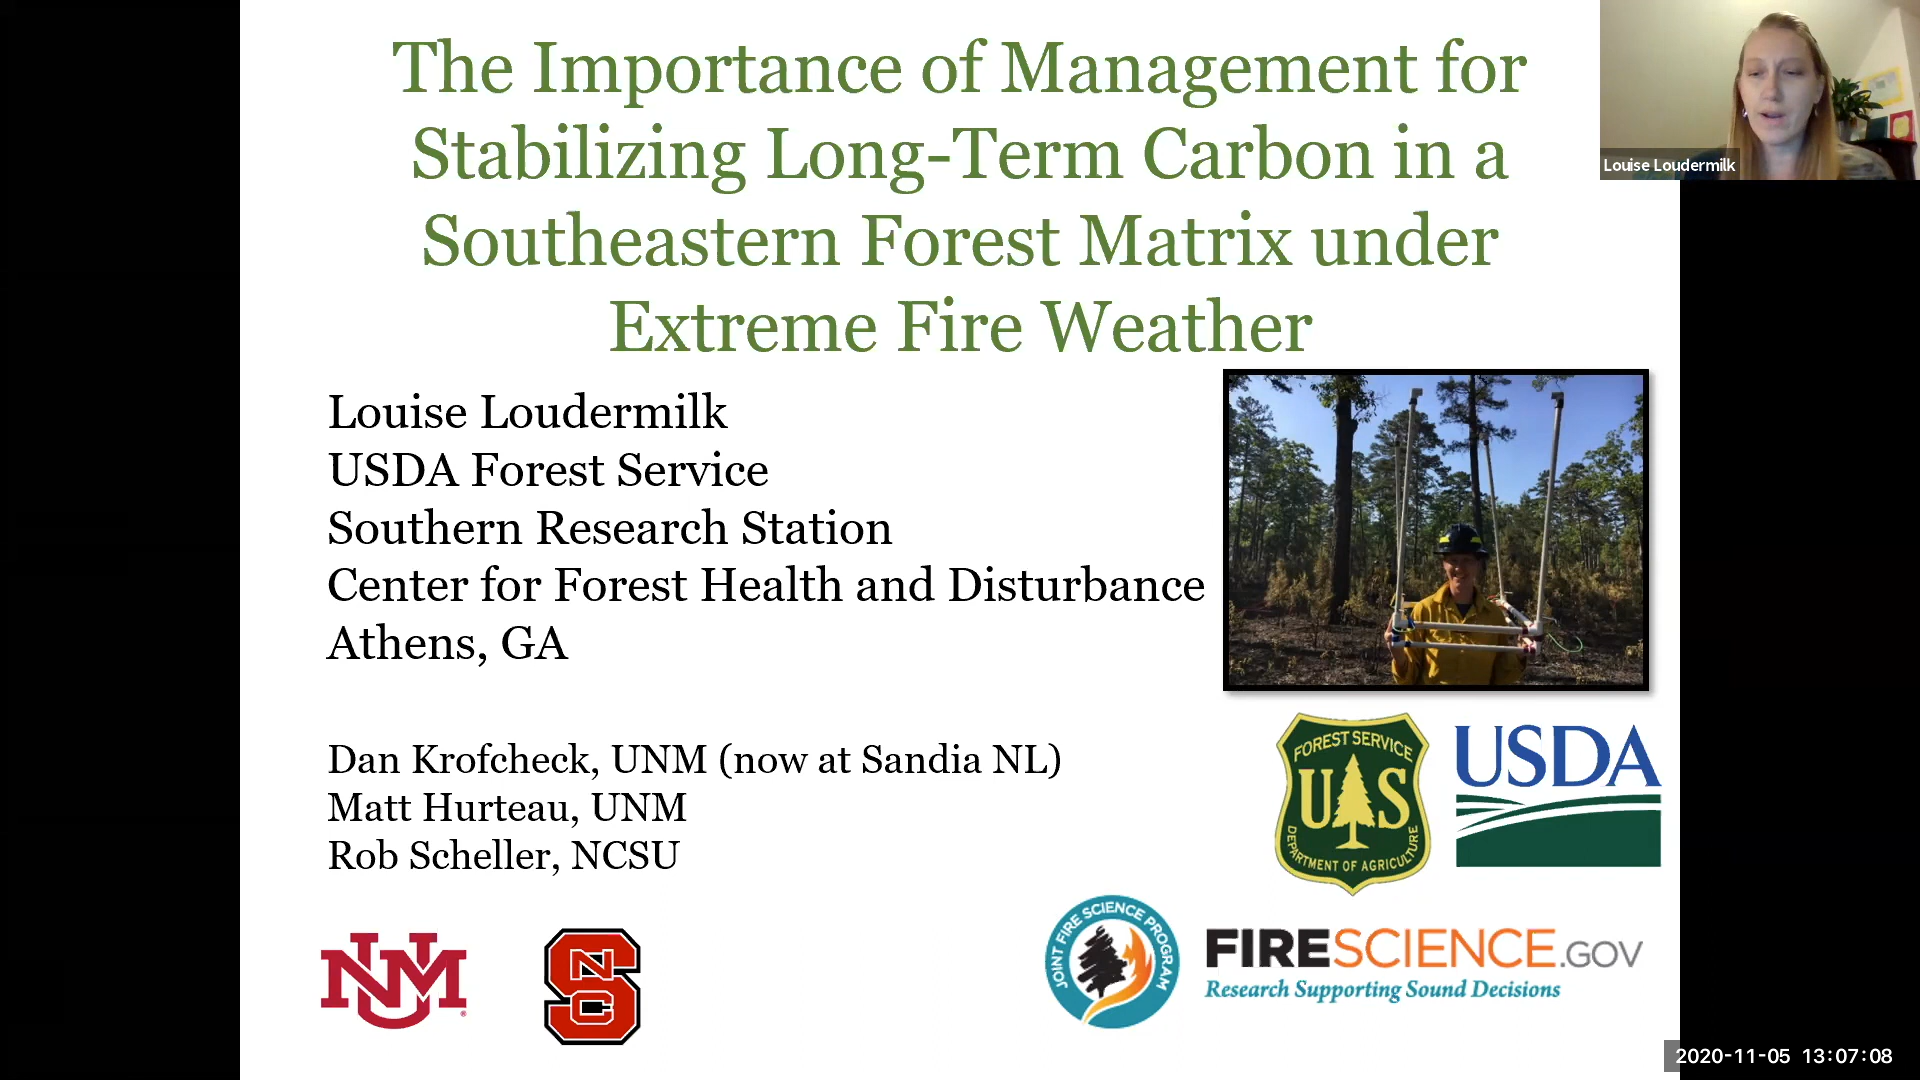 The Importance of Management for
Stabilizing Long-Term Carbon in a
Southeastern Forest Matrix under
Extreme Fire Weather
Louise Loudermilk
Louise Loudermilk
USDA Forest Service
Southern Research Station
Center for Forest Health and Disturbance
Athens, GA
Dan Krofcheck, UNM (now at Sandia NL)
Matt Hurteau, UNM
Rob Scheller, NCSU
FOREST SERVICE
U S
DEPARTMENT OF AGRICULTURE
USDA
UNM
®
NCS
JOINT FIRE SCIENCE PROGRAM
FIRESCIENCE.GOV
Research Supporting Sound Decisions
2020-11-05 13:07:08